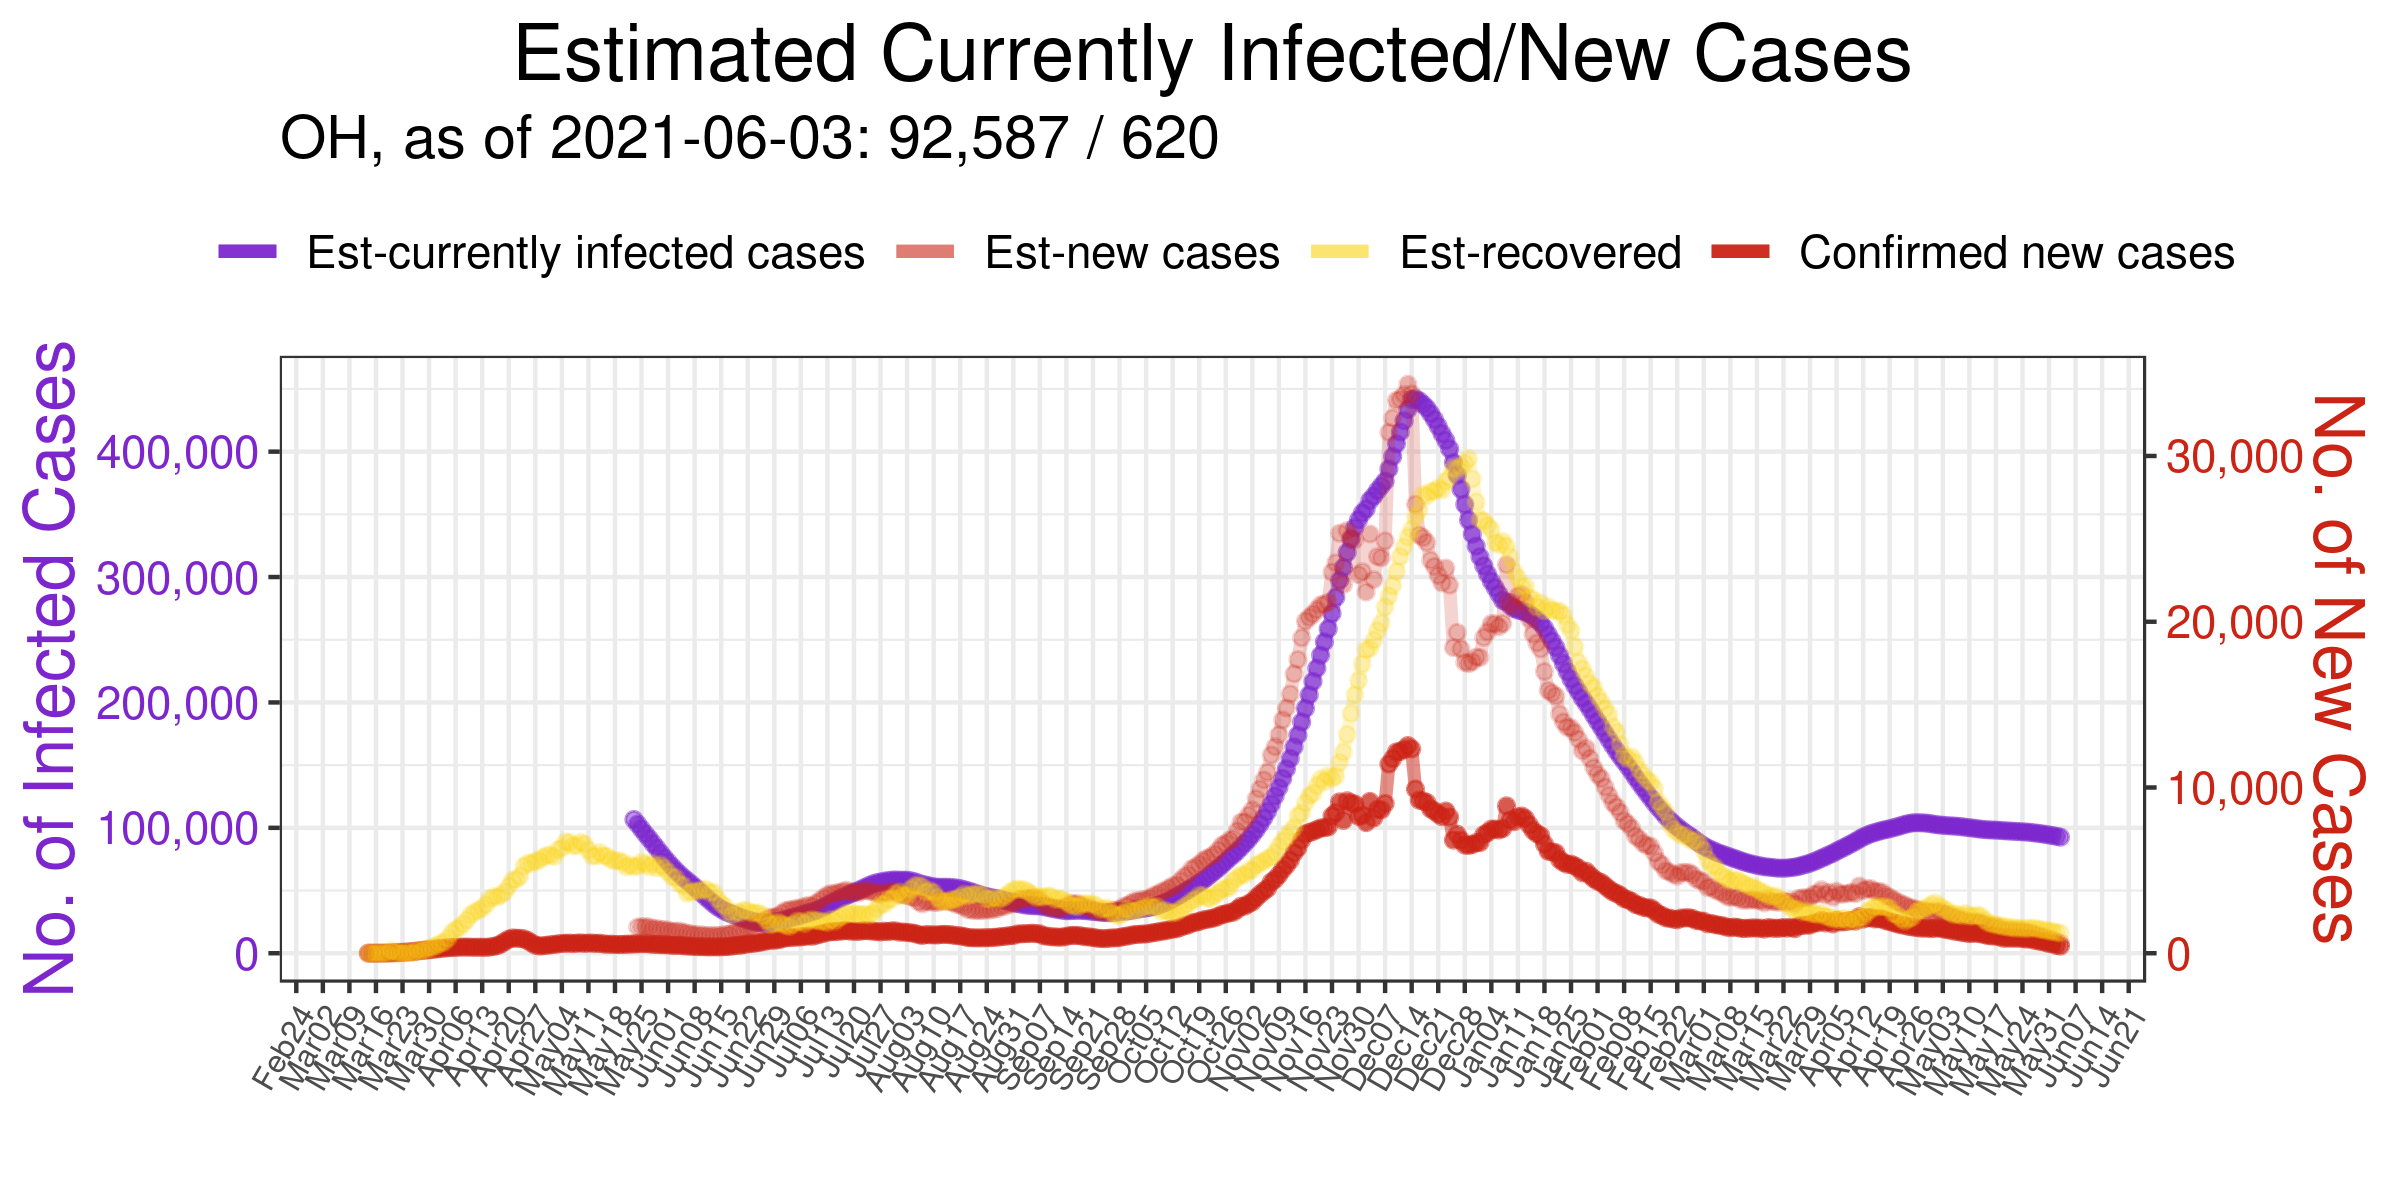 Estimated Currently Infected/New Cases
OH, as of 2021-06-03: 92,587 / 620
Est-currently infected cases Est-new cases Est-recovered Confirmed new cases
No. of Infected Cases
400,000
300,000
200,000
100,000
0
30,000
20,000
10,000
0
No. of New Cases
Feb24
Mar02
Mar09
Mar16
Mar23
Mar30
Apr06
Apr13
Apr20
Apr27
May04
May11
May18
May25
Jun01
Jun08
Jun15
Jun22
Jun29
Jul06
Jul13
Jul20
Jul27
Aug03
Aug10
Aug17
Aug24
Aug31
Sep07
Sep14
Sep21
Sep28
Oct05
Oct12
Oct19
Oct26
Nov02
Nov09
Nov16
Nov23
Nov30
Dec07
Dec14
Dec21
Dec28
Jan04
Jan11
Jan18
Jan25
Feb01
Feb08
Feb15
Feb22
Mar01
Mar08
Mar15
Mar22
Mar29
Apr05
Apr12
Apr19
Apr26
May03
May10
May17
May24
May31
Jun07
Jun14
Jun21